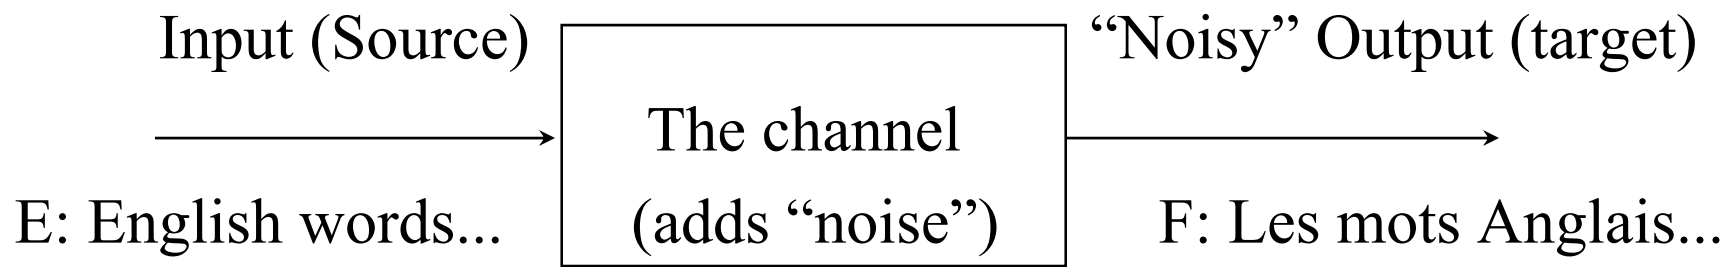 Input (Source)
“Noisy” Output (target)
The channel
(adds “noise”)
E: English words...
F: Les mots Anglais...